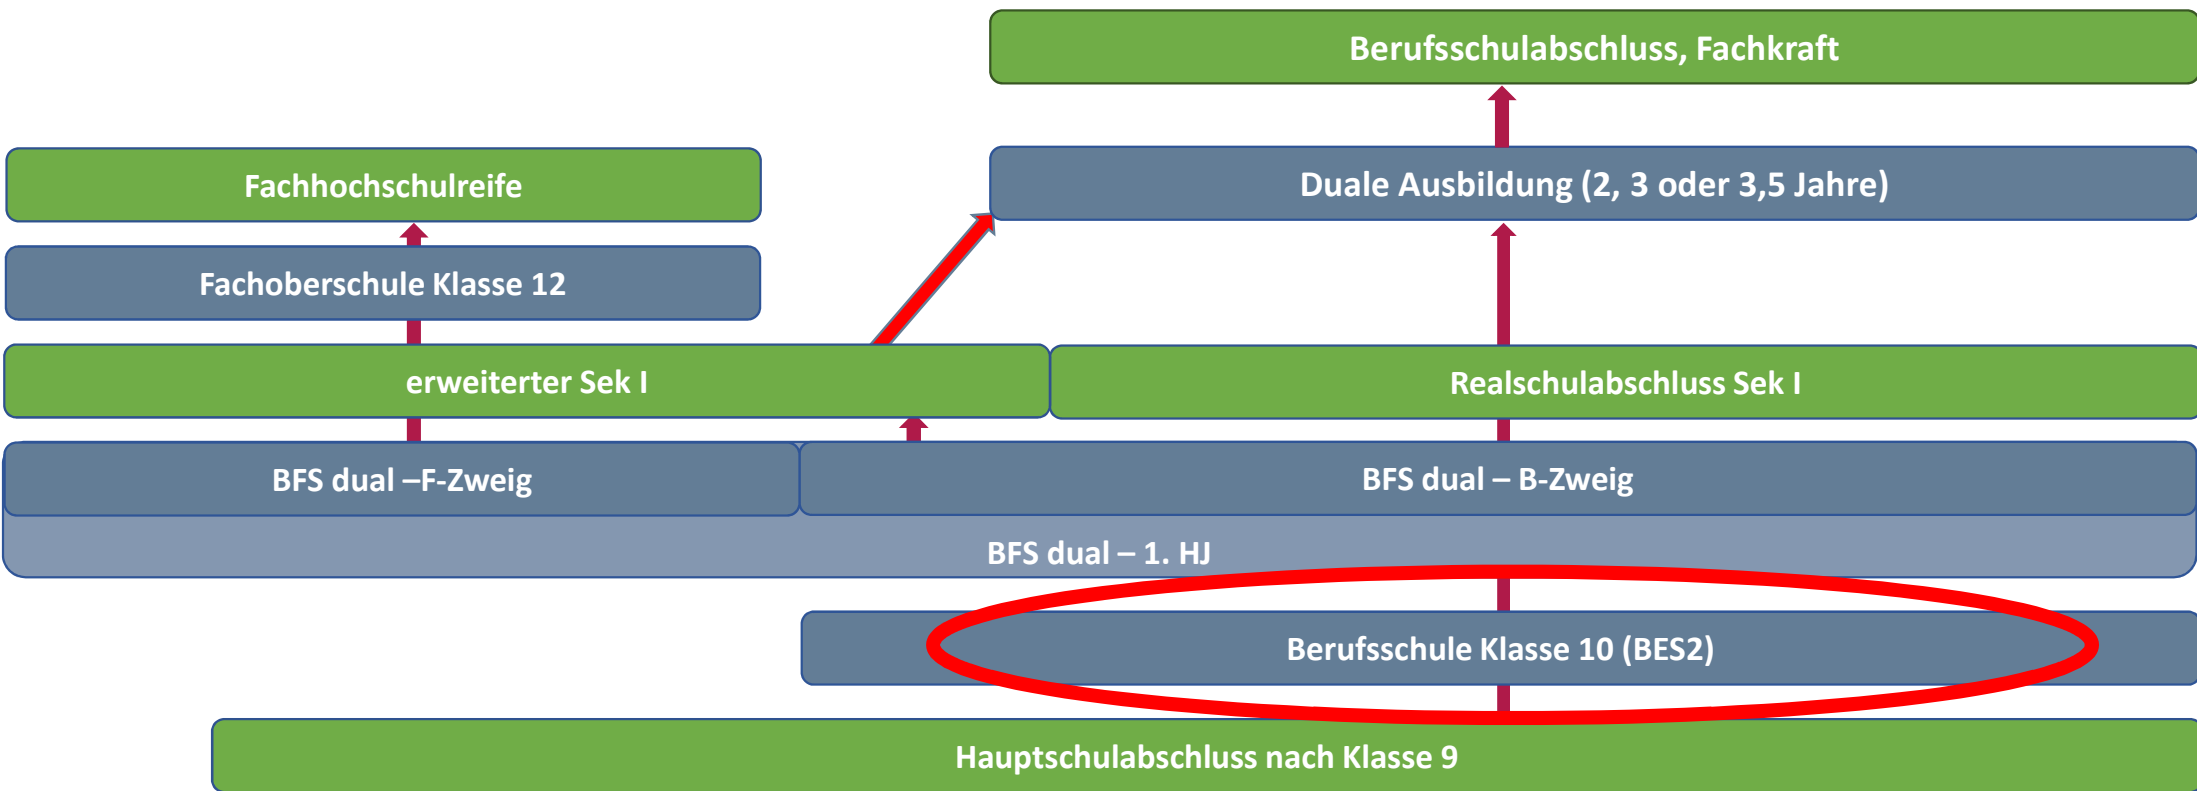 Berufsschulabschluss, Fachkraft
Fachhochschulreife
Duale Ausbildung (2, 3 oder 3,5 Jahre)
Fachoberschule Klasse 12
erweiterter Sek I
Realschulabschluss Sek I
BFS dual –F-Zweig
BFS dual – B-Zweig
BFS dual – 1. HJ
Berufsschule Klasse 10 (BES2)
Hauptschulabschluss nach Klasse 9